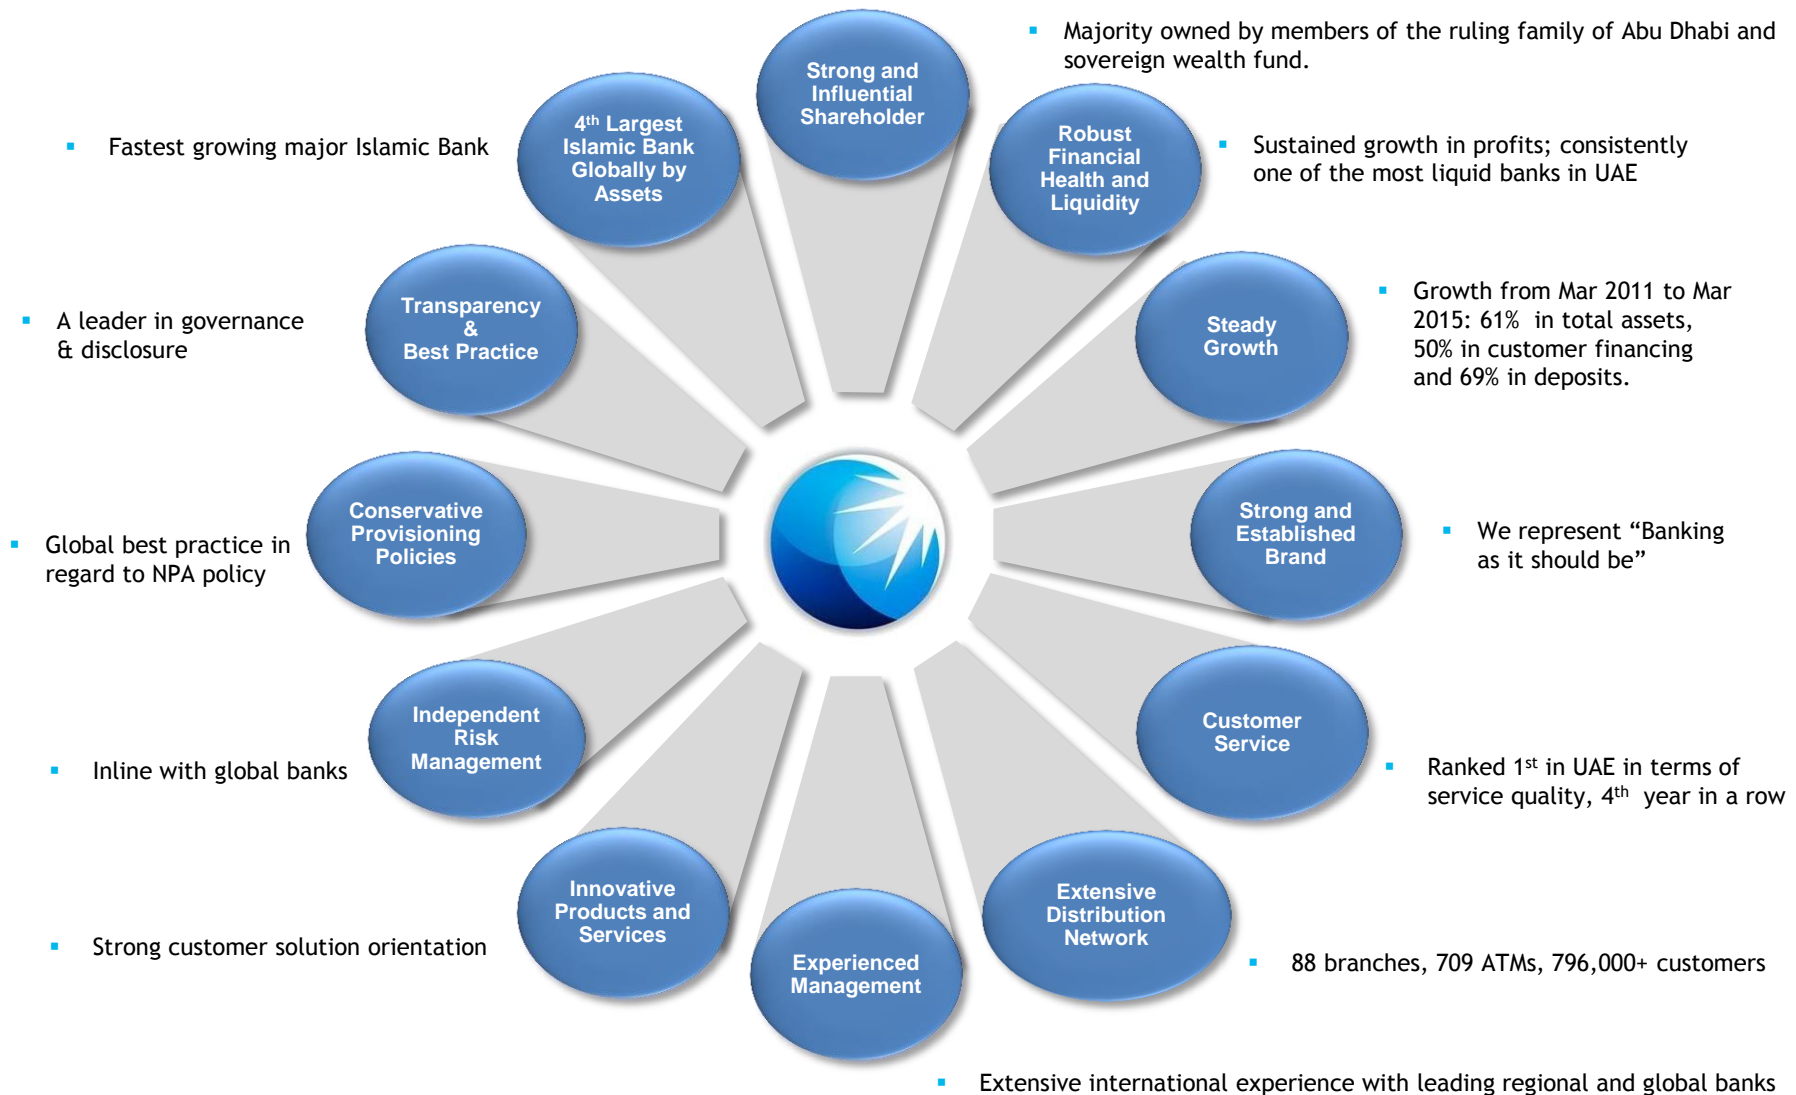 Strong and
Influential
Shareholder
Majority owned by members of the ruling family of Abu Dhabi and
sovereign wealth fund.
Robust
Financial
Health and
Liquidity
Sustained growth in profits; consistently
one of the most liquid banks in UAE
Steady
Growth
Growth from Mar 2011 to Mar
2015: 61% in total assets,
50% in customer financing
and 69% in deposits.
Strong and
Established
Brand
We represent “Banking
as it should be”
Customer
Service
Ranked 1st in UAE in terms of
service quality, 4th year in a row
Extensive
Distribution
Network
88 branches, 709 ATMs, 796,000+ customers
Experienced
Management
Extensive international experience with leading regional and global banks
Innovative
Products and
Services
Strong customer solution orientation
Independent
Risk
Management
Inline with global banks
Conservative
Provisioning
Policies
Global best practice in
regard to NPA policy
Transparency
&
Best Practice
A leader in governance
& disclosure
4th Largest
Islamic Bank
Globally by
Assets
Fastest growing major Islamic Bank